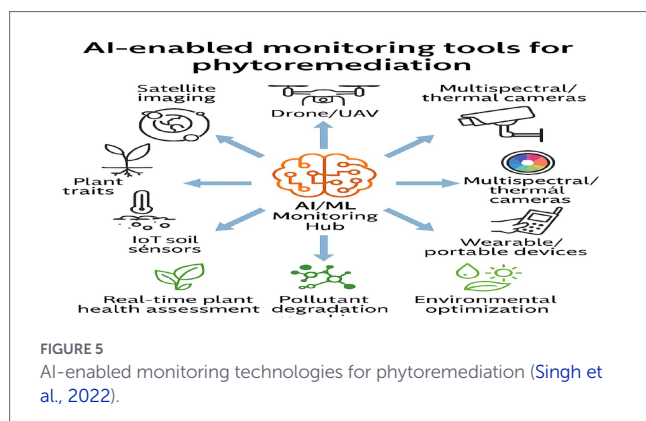 AI-enabled monitoring tools for
phytoremediation
Satellite
imaging
Drone/UAV
Multispectral/
thermal cameras
Plant
traits
AI/ML
Monitoring
Hub
Multispectral/
thermál
cameras
IoT soil
sénsors
Wearable/
portable devices
Real-time plant
health assessment
Pollutant
degradation
Environmental
optimization
FIGURE 5
AI-enabled monitoring technologies for phytoremediation (Singh et
al., 2022).